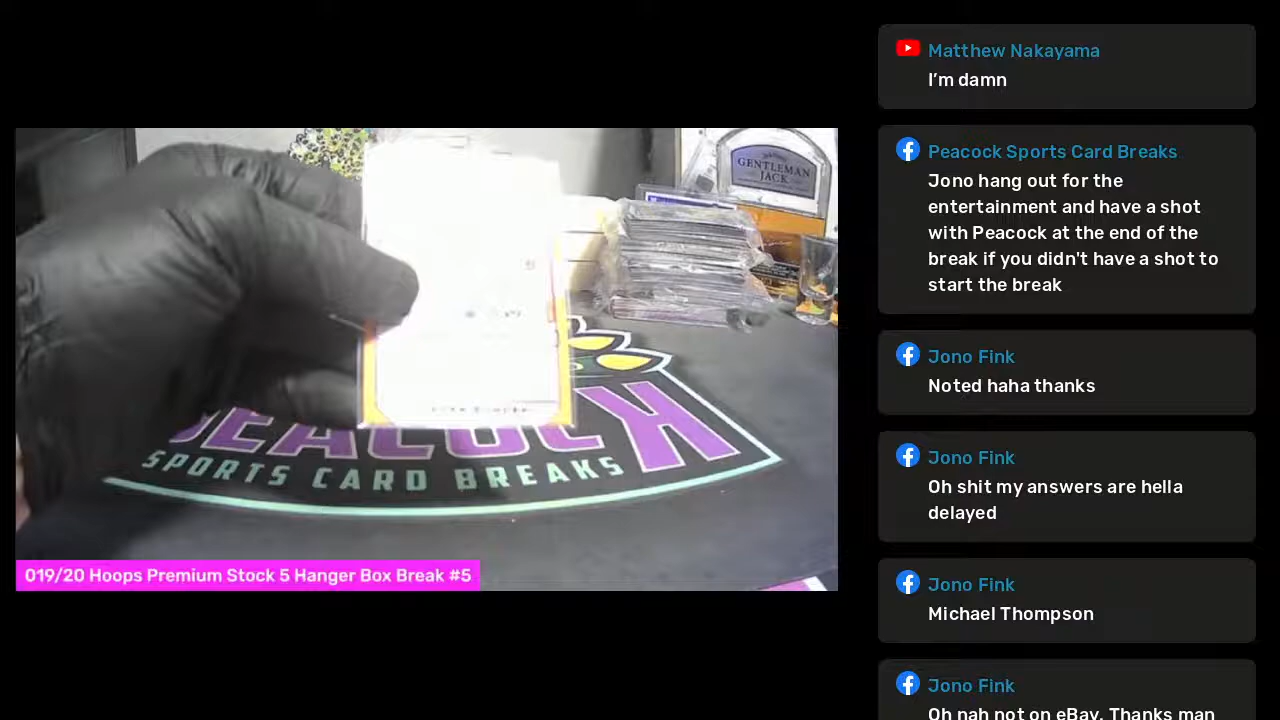 Matthew Nakayama
I’m damn
Peacock Sports Card Breaks
Jono hang out for the
entertainment and have a shot
with Peacock at the end of the
break if you didn't have a shot to
start the break
Jono Fink
Noted haha thanks
Jono Fink
Oh shit my answers are hella
delayed
Jono Fink
Michael Thompson
Jono Fink
Oh nah not on eBay. Thanks man
GENTLEMAN
JACK
PEACOCK
SPORTS CARD BREAKS
019/20 Hoops Premium Stock 5 Hanger Box Break #5